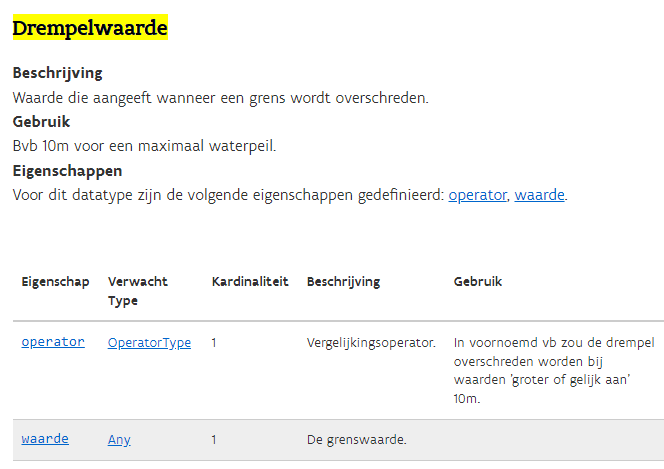 Drempelwaarde
Beschrijving
Waarde die aangeeft wanneer een grens wordt overschreden.
Gebruik
Bvb 10m voor een maximaal waterpeil.
Eigenschappen
Voor dit datatype zijn de volgende eigenschappen gedefinieerd: operator, waarde.
Eigenschap Verwacht Type Kardinaliteit Beschrijving Gebruik
operator OperatorType 1 Vergelijkingsoperator. In voornoemd vb zou de drempel
overschreden worden bij
waarden 'groter of gelijk aan'
10m.
waarde Any 1 De grenswaarde.